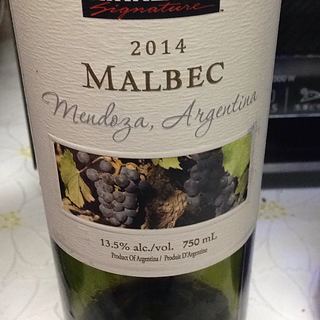 Signature
2014
MALBEC
Mendoza, Argentina
13.5% alc./vol. 750 mL
Product Of Argentina / Produit D'Argentine